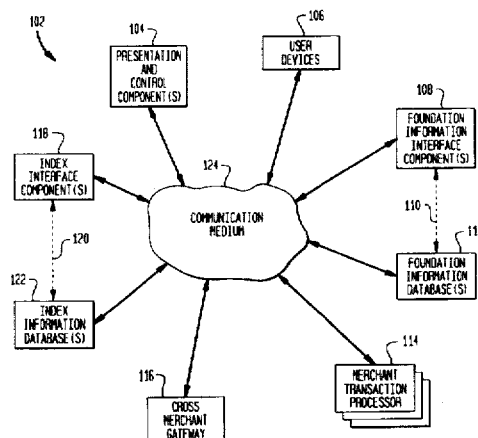 102
104
PRESENTATION
AND
CONTROL
COMPONENT(S)
106
USER
DEVICES
108
FOUNDATION
INFORMATION
INTERFACE
COMPONENT(S)
118
INDEX
INTERFACE
COMPONENT(S)
124
COMMUNICATION
MEDIUM
110
120
122
INDEX
INFORMATION
DATABASE(S)
FOUNDATION
INFORMATION
DATABASE(S)
116
CROSS
MERCHANT
GATEWAY
114
MERCHANT
TRANSACTION
PROCESSOR